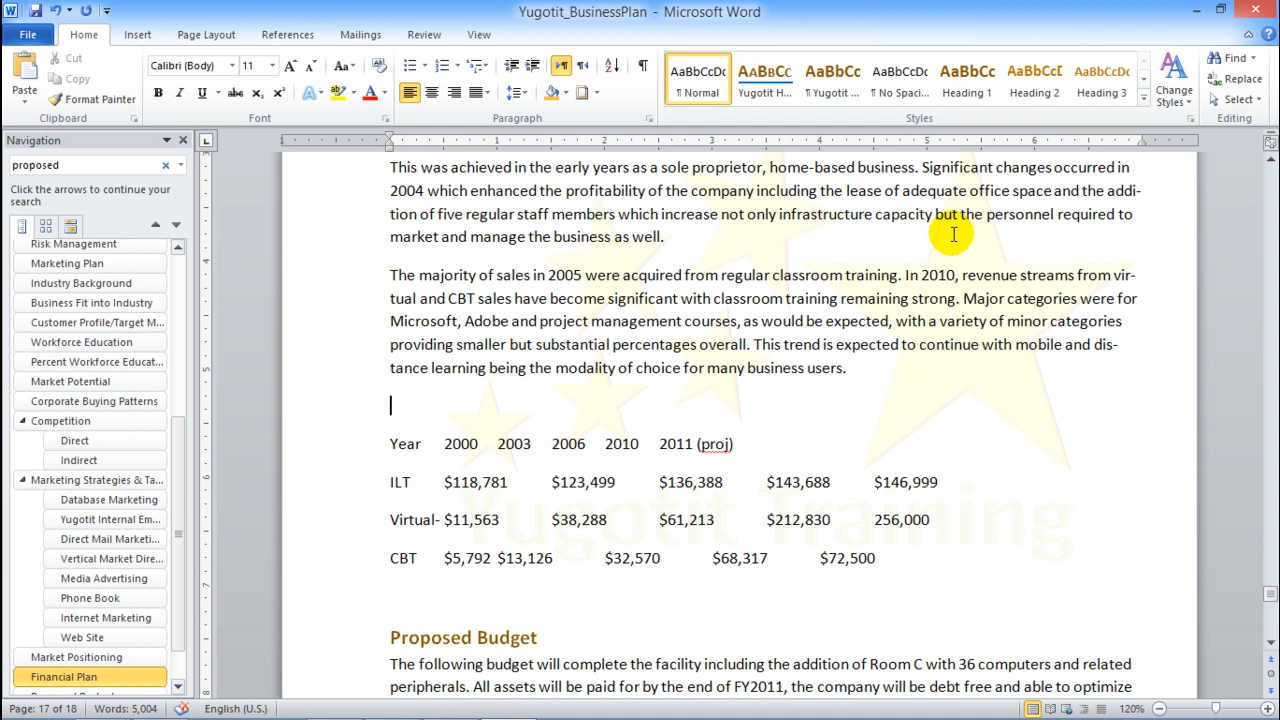 Yugotit_BusinessPlan - Microsoft Word
File Home Insert Page Layout References Mailings Review View
Paste
Cut
Copy
Format Painter
Clipboard
Calibri (Body) 11
Font
Paragraph
AaBbCcDc AABBCC AaBbCc AaBbCcDc AaBbCc AaBbCcD AaBbCcDc
¶ Normal Yugotit H... ¶ Yugotit ... ¶ No Spaci... Heading 1 Heading 2 Heading 3
Styles
Change
Styles
Find
Replace
Select
Editing
Navigation
proposed
Click the arrows to continue your
search
Risk Management
Marketing Plan
Industry Background
Business Fit into Industry
Customer Profile/Target M...
Workforce Education
Percent Workforce Educat...
Market Potential
Corporate Buying Patterns
Competition
Direct
Indirect
Marketing Strategies & Ta...
Database Marketing
Yugotit Internal Em...
Direct Mail Marketi...
Vertical Market Dire...
Media Advertising
Phone Book
Internet Marketing
Web Site
Market Positioning
Financial Plan
This was achieved in the early years as a sole proprietor, home-based business. Significant changes occurred in
2004 which enhanced the profitability of the company including the lease of adequate office space and the addi-
tion of five regular staff members which increase not only infrastructure capacity but the personnel required to
market and manage the business as well.
The majority of sales in 2005 were acquired from regular classroom training. In 2010, revenue streams from vir-
tual and CBT sales have become significant with classroom training remaining strong. Major categories were for
Microsoft, Adobe and project management courses, as would be expected, with a variety of minor categories
providing smaller but substantial percentages overall. This trend is expected to continue with mobile and dis-
tance learning being the modality of choice for many business users.
Year 2000 2003 2006 2010 2011 (proj)
ILT $118,781 $123,499 $136,388 $143,688 $146,999
Virtual- $11,563 $38,288 $61,213 $212,830 256,000
CBT $5,792 $13,126 $32,570 $68,317 $72,500
Yugotit Training
Proposed Budget
The following budget will complete the facility including the addition of Room C with 36 computers and related
peripherals. All assets will be paid for by the end of FY2011, the company will be debt free and able to optimize
Page: 17 of 18 Words: 5,004 English (U.S.) 120%